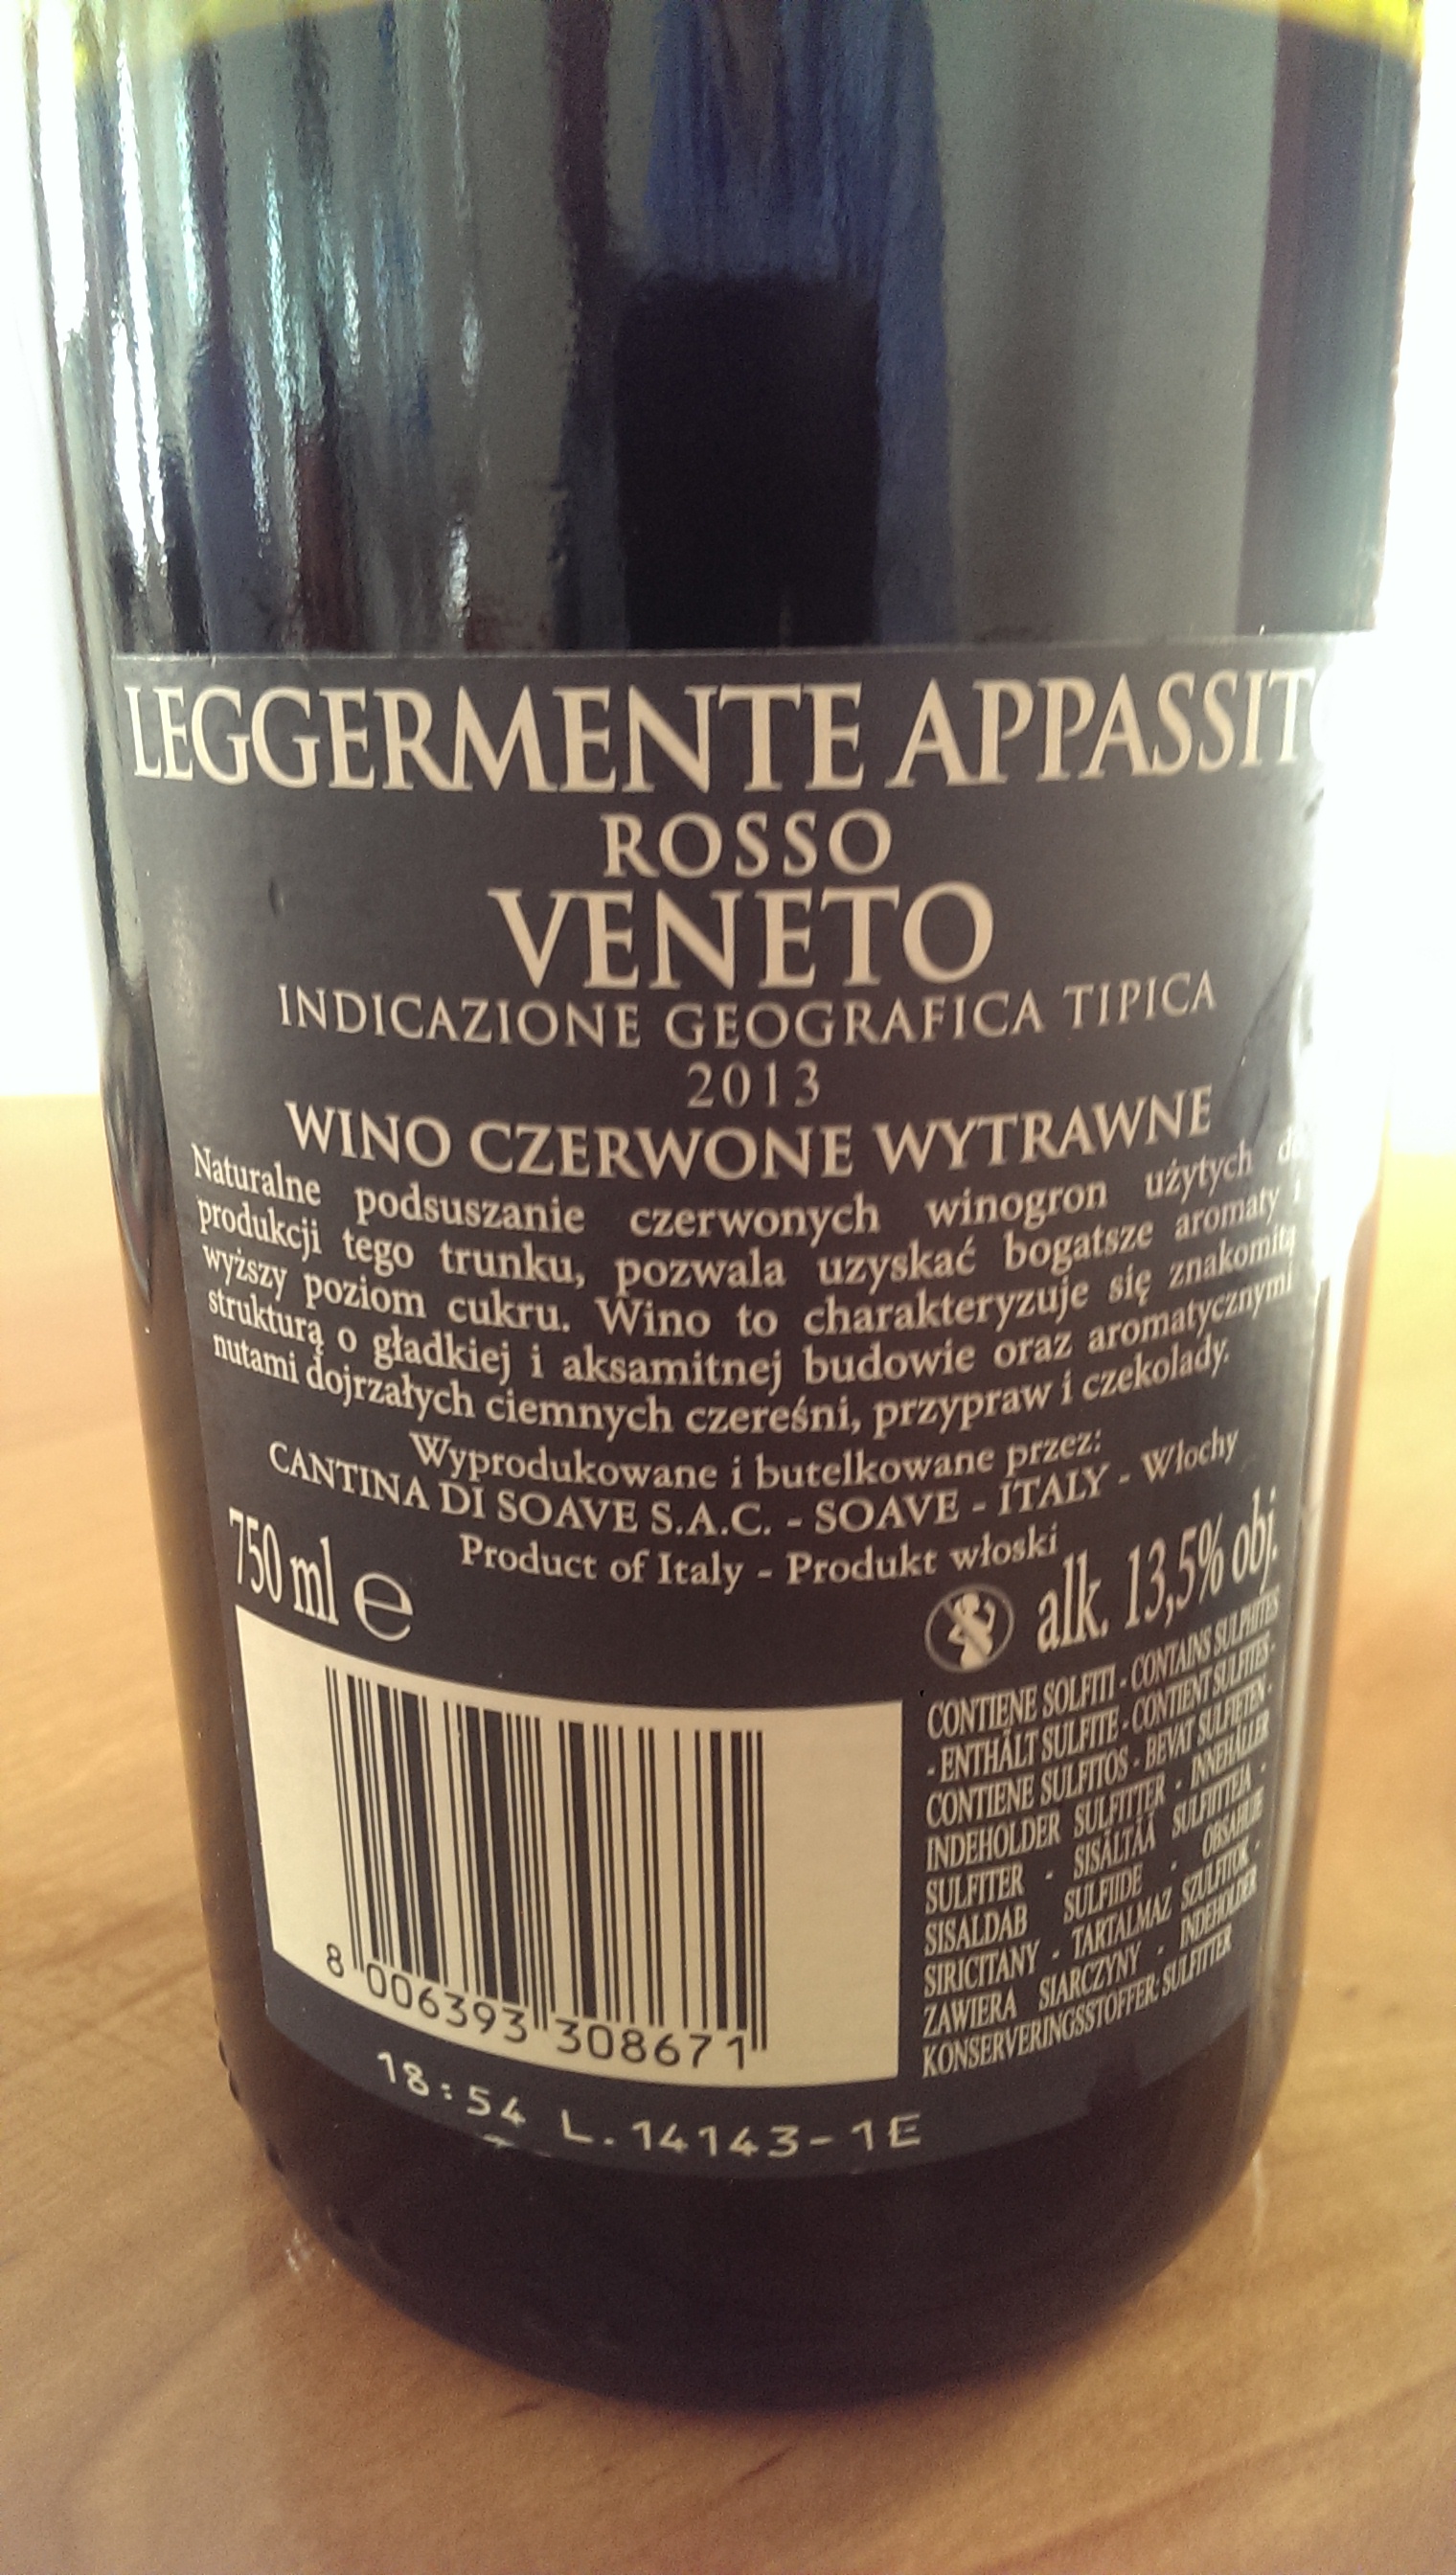 LEGGERMENTE APPASSITO
ROSSO
VENETO
INDICAZIONE GEOGRAFICA TIPICA
2013
WINO CZERWONE WYTRAWNE
Naturalne podsuszanie czerwonych winogron użytych do
produkcji tego trunku, pozwala uzyskać bogatsze aromaty i
wyższy poziom cukru. Wino to charakteryzuje się znakomitą
strukturą o gładkiej i aksamitnej budowie oraz aromatycznymi
nutami dojrzałych ciemnych czereśni, przypraw i czekolady.
Wyprodukowane i butelkowane przez:
CANTINA DI SOAVE S.A.C. - SOAVE - ITALY - Włochy
Product of Italy - Produkt włoski
750 ml e
alk. 13,5% obj.
CONTIENE SOLFITI - CONTAINS SULPHITES
- ENTHÄLT SULFITE - CONTIENT SULFITES -
CONTIENE SULFITOS - BEVAT SULFIETEN -
INDEHOLDER SULFITTER - INNEHÅLLER
SULFITER - SISÄLTÄÄ SULFIITTEJA -
SISALDAB SULFIIDE - OBSAHUJE
SIRICITANY - TARTALMAZ SZULFITOK -
ZAWIERA SIARCZYNY - INDEHOLDER
KONSERVERINGSSTOFFER: SULFITTER
8 006393 308671
18:54 L.14143-1E